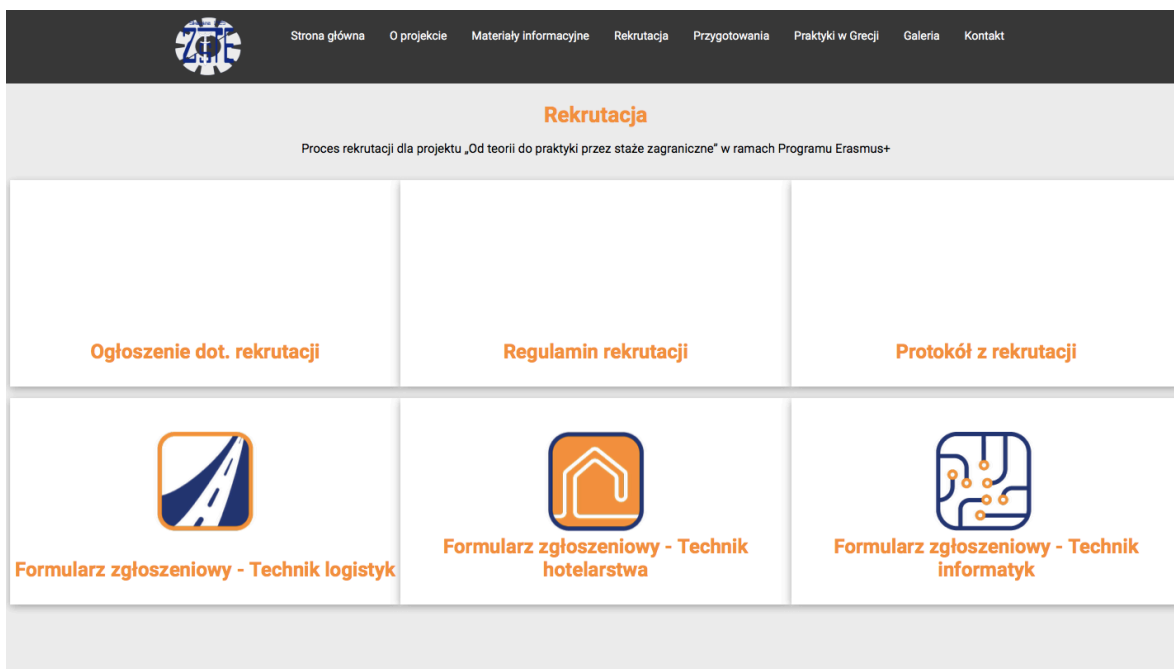 Strona główna O projekcie Materiały informacyjne Rekrutacja Przygotowania Praktyki w Grecji Galeria Kontakt
Rekrutacja
Proces rekrutacji dla projektu „Od teorii do praktyki przez staże zagraniczne” w ramach Programu Erasmus+
Ogłoszenie dot. rekrutacji
Regulamin rekrutacji
Protokół z rekrutacji
Formularz zgłoszeniowy - Technik logistyk
Formularz zgłoszeniowy - Technik
hotelarstwa
Formularz zgłoszeniowy - Technik
informatyk